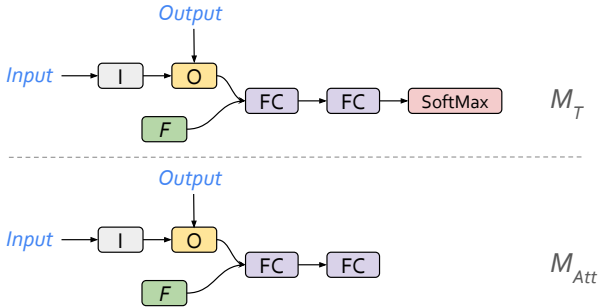 Output
Input I O
FC FC SoftMax M_T
F
Output
Input I O
FC FC M_Att
F